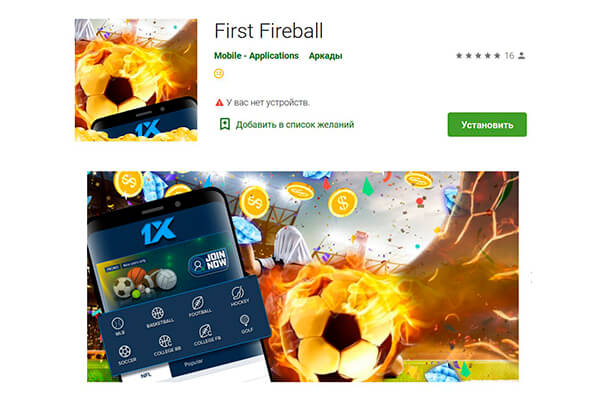 First Fireball
Mobile - Applications Аркады
16
У вас нет устройств.
Добавить в список желаний
Установить
1X
1X
JOIN NOW
MLB
BASKETBALL
FOOTBALL
HOCKEY
SOCCER
COLLEGE BB
COLLEGE FB
GOLF
Popular
NFL